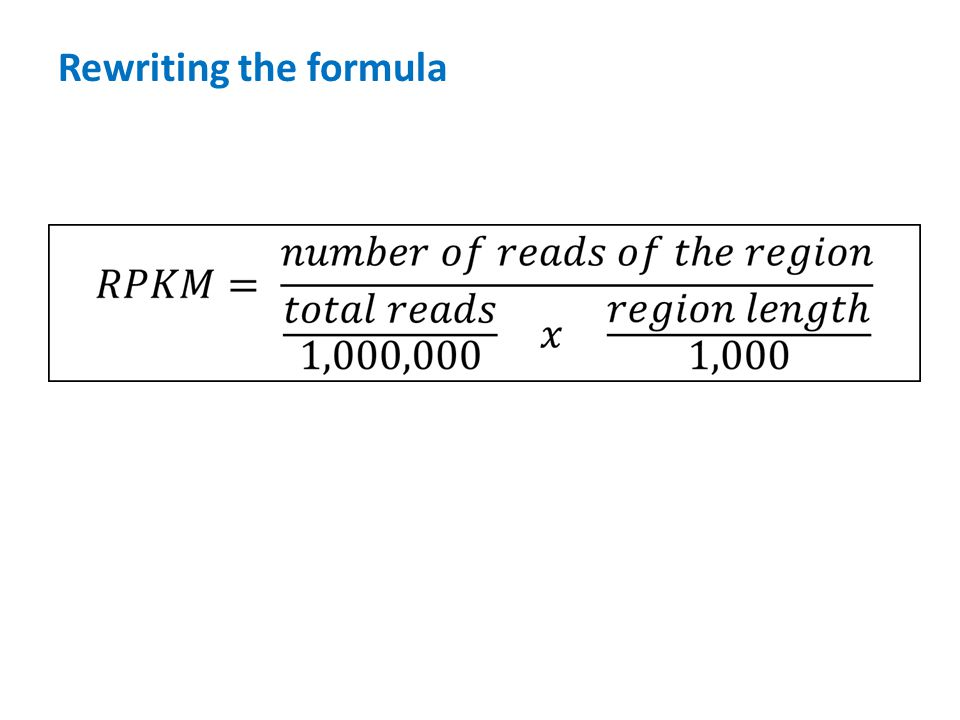 Rewriting the formula
number of reads of the region
RPKM =
total reads x region length
1,000,000 1,000